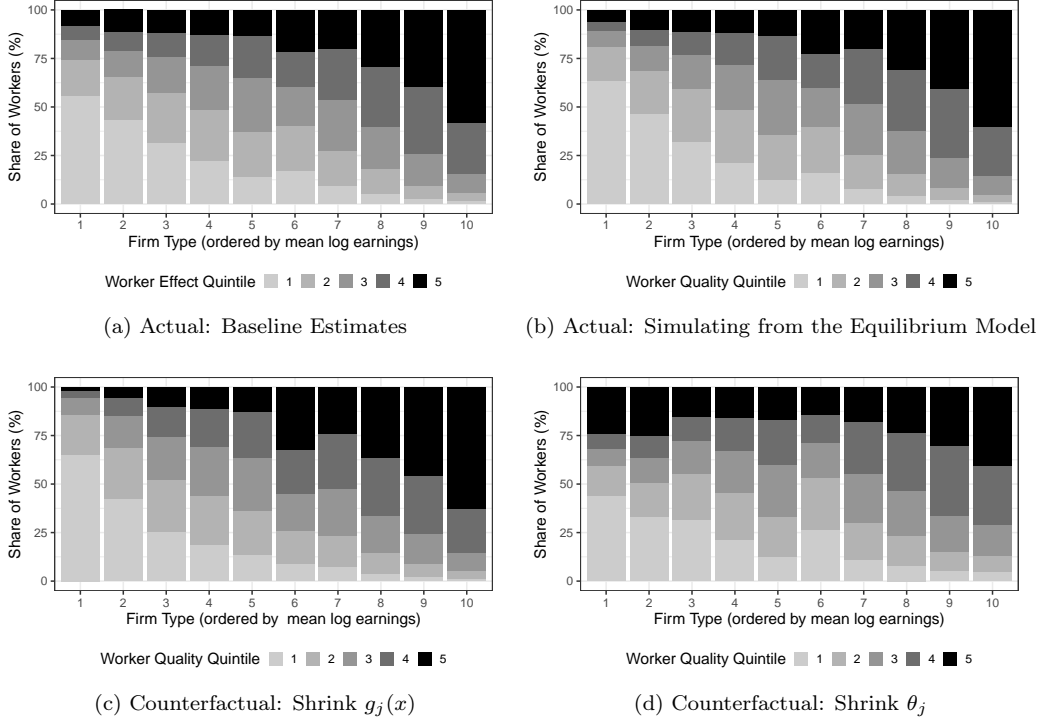 100
75
50
25
0
Share of Workers (%)
1 2 3 4 5 6 7 8 9 10
Firm Type (ordered by mean log earnings)
Worker Effect Quintile 1 2 3 4 5
(a) Actual: Baseline Estimates
100
75
50
25
0
Share of Workers (%)
1 2 3 4 5 6 7 8 9 10
Firm Type (ordered by mean log earnings)
Worker Quality Quintile 1 2 3 4 5
(b) Actual: Simulating from the Equilibrium Model
100
75
50
25
0
Share of Workers (%)
1 2 3 4 5 6 7 8 9 10
Firm Type (ordered by mean log earnings)
Worker Quality Quintile 1 2 3 4 5
(c) Counterfactual: Shrink g_j(x)
100
75
50
25
0
Share of Workers (%)
1 2 3 4 5 6 7 8 9 10
Firm Type (ordered by mean log earnings)
Worker Quality Quintile 1 2 3 4 5
(d) Counterfactual: Shrink θ_j